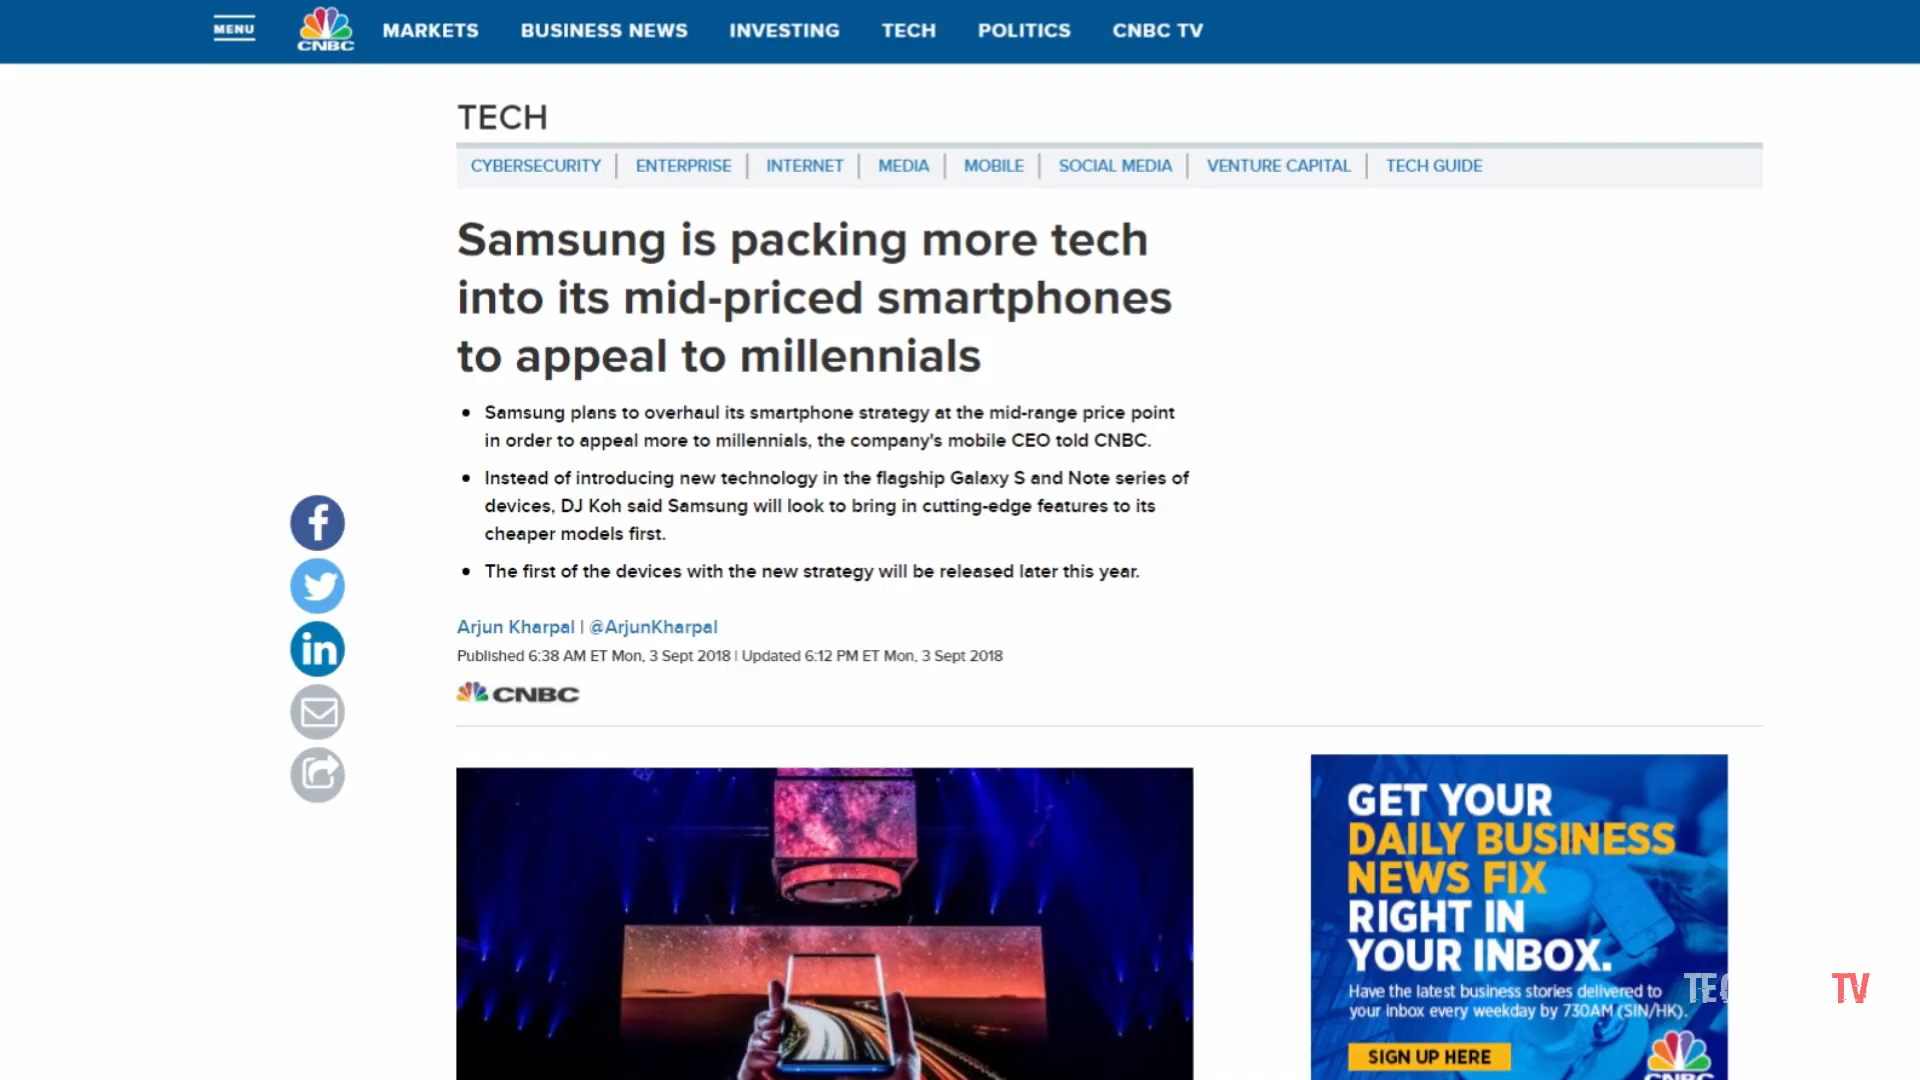 MENU
CNBC
MARKETS BUSINESS NEWS INVESTING TECH POLITICS CNBC TV
TECH
CYBERSECURITY ENTERPRISE INTERNET MEDIA MOBILE SOCIAL MEDIA VENTURE CAPITAL TECH GUIDE
Samsung is packing more tech
into its mid-priced smartphones
to appeal to millennials
• Samsung plans to overhaul its smartphone strategy at the mid-range price point
in order to appeal more to millennials, the company's mobile CEO told CNBC.
• Instead of introducing new technology in the flagship Galaxy S and Note series of
devices, DJ Koh said Samsung will look to bring in cutting-edge features to its
cheaper models first.
• The first of the devices with the new strategy will be released later this year.
Arjun Kharpal | @ArjunKharpal
Published 6:38 AM ET Mon, 3 Sept 2018 | Updated 6:12 PM ET Mon, 3 Sept 2018
CNBC
GET YOUR
DAILY BUSINESS
NEWS FIX
RIGHT IN
YOUR INBOX.
Have the latest business stories delivered to
your inbox every weekday by 730AM (SIN/HK).
SIGN UP HERE
CNBC
TV